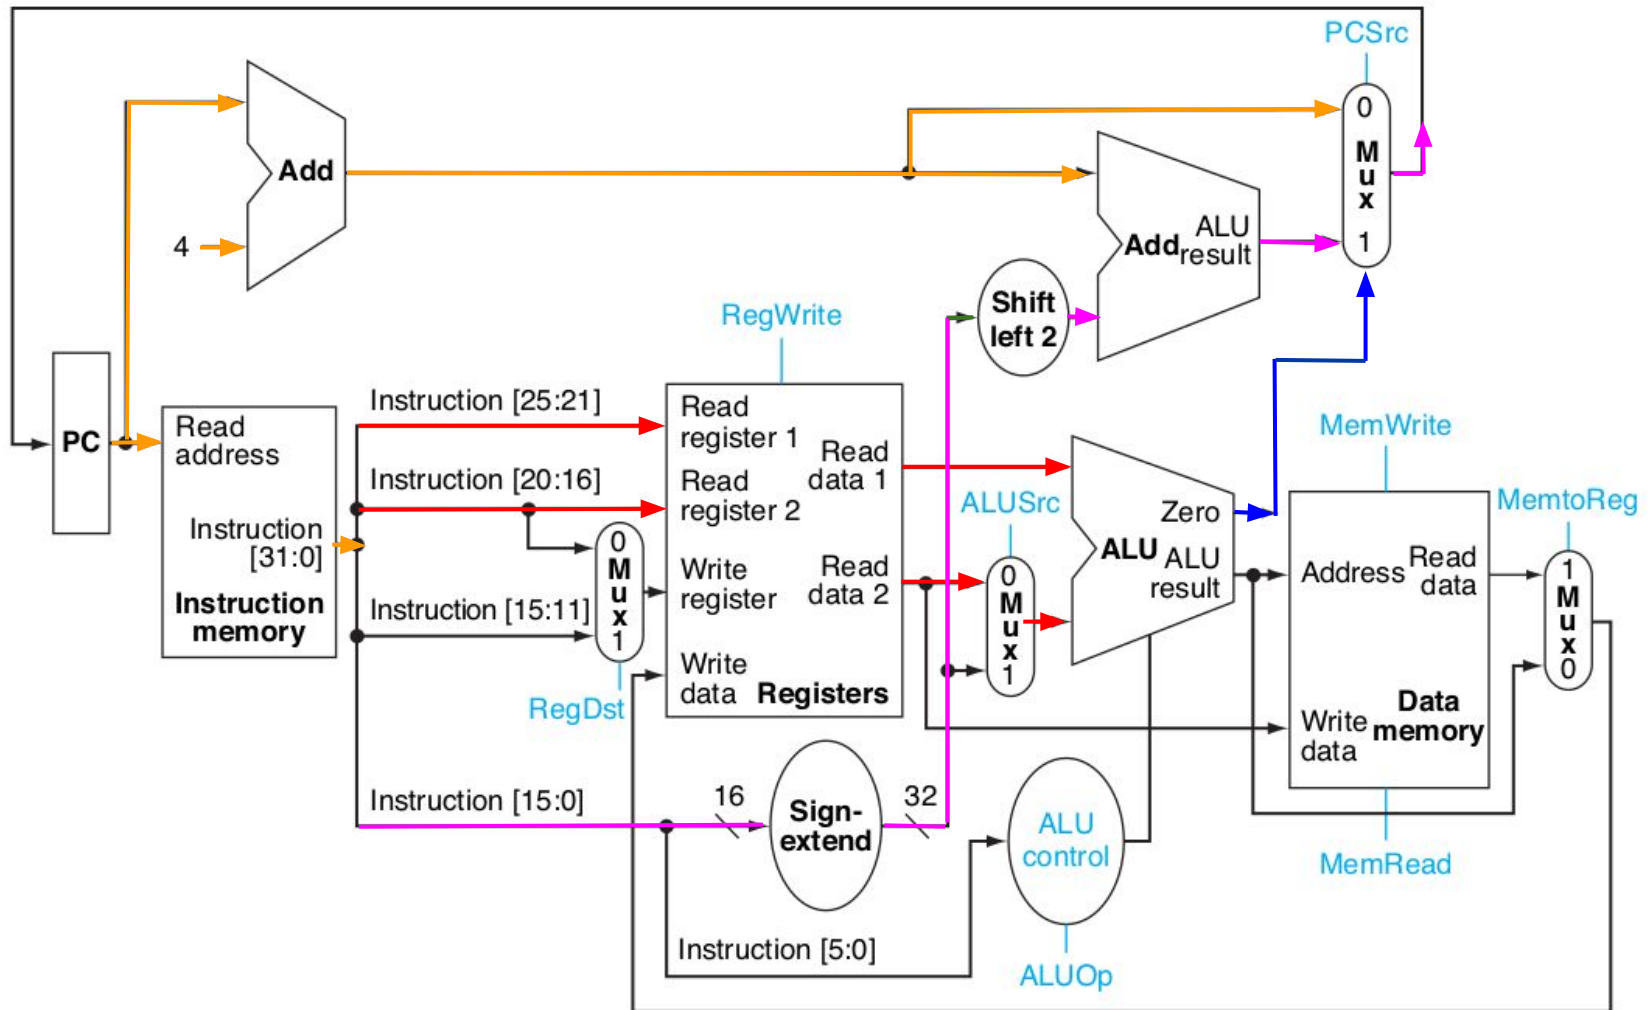 PCSrc
0
M
u
x
1
Add
ALU
Add result
4
Shift
left 2
RegWrite
PC
Read
address
Instruction
[31:0]
Instruction
memory
Instruction [25:21]
Instruction [20:16]
Instruction [15:11]
Instruction [15:0]
0
M
u
x
1
RegDst
Read
register 1
Read
register 2
Write
register
Write
data
Read
data 1
Read
data 2
Registers
ALUSrc
0
M
u
x
1
Zero
ALU
ALU
result
MemWrite
Address
Read
data
Write
data
Data
memory
MemRead
MemtoReg
1
M
u
x
0
16
Sign-
extend
32
ALU
control
Instruction [5:0]
ALUOp